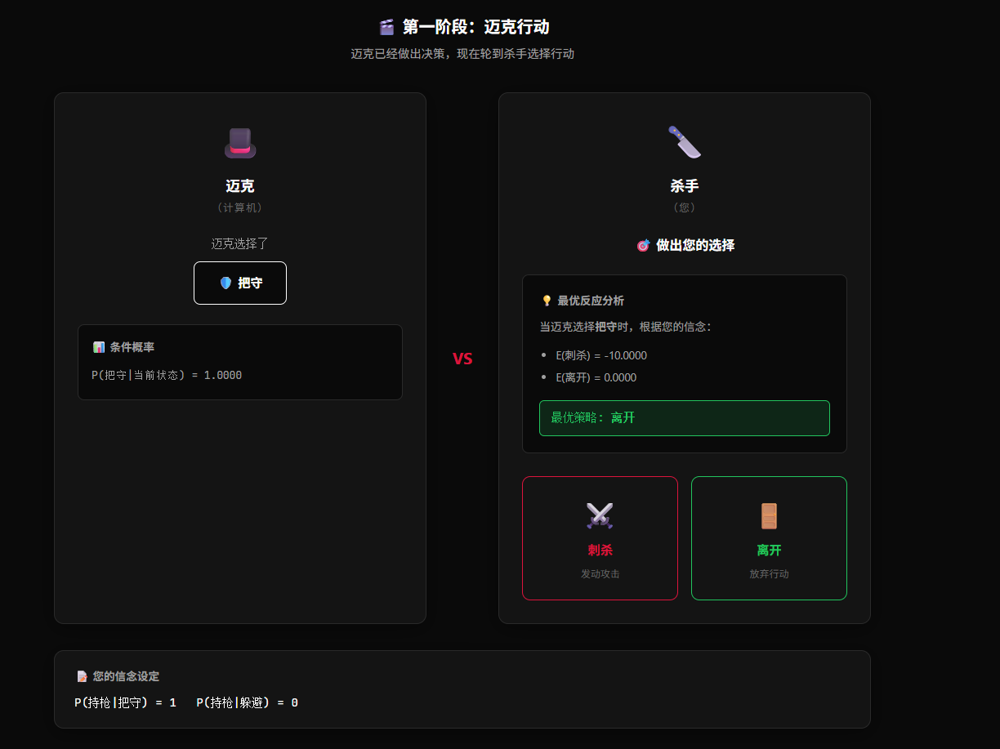 第一阶段：迈克行动
迈克已经做出决策，现在轮到杀手选择行动
迈克
（计算机）
迈克选择了
把守
条件概率
P(把守|当前状态) = 1.0000
VS
杀手
（您）
做出您的选择
最优反应分析
当迈克选择把守时，根据您的信念：
E(刺杀) = -10.0000
E(离开) = 0.0000
最优策略：离开
刺杀
发动攻击
离开
放弃行动
您的信念设定
P(持枪|把守) = 1 P(持枪|躲避) = 0